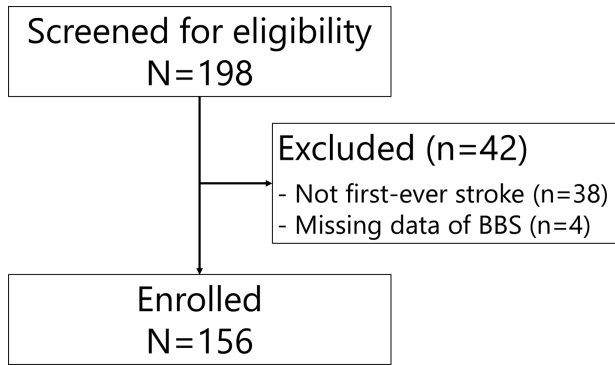 Screened for eligibility
N=198
Excluded (n=42)
- Not first-ever stroke (n=38)
- Missing data of BBS (n=4)
Enrolled
N=156